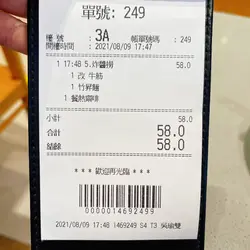 單號: 249
檯 號: 3A 帳單號碼: 249
開檯時間: 2021/08/09 17:47
1 17:48 5.炸醬撈 58.0
1 改 牛筋
1 竹昇麵
1 餐熱咖啡
小計 58.0
合計 58.0
結餘 58.0
*** 歡迎再光臨 ***
0000014692499
2021/08/09 17:48 1469249 S4 T3